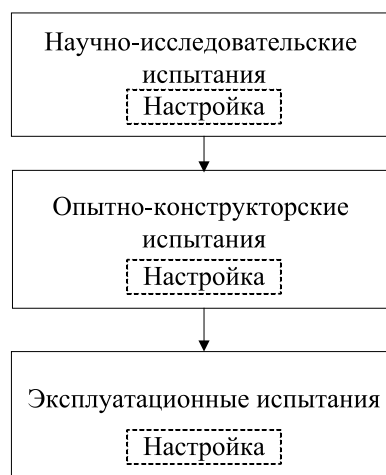 Научно-исследовательские
испытания
Настройка
Опытно-конструкторские
испытания
Настройка
Эксплуатационные испытания
Настройка